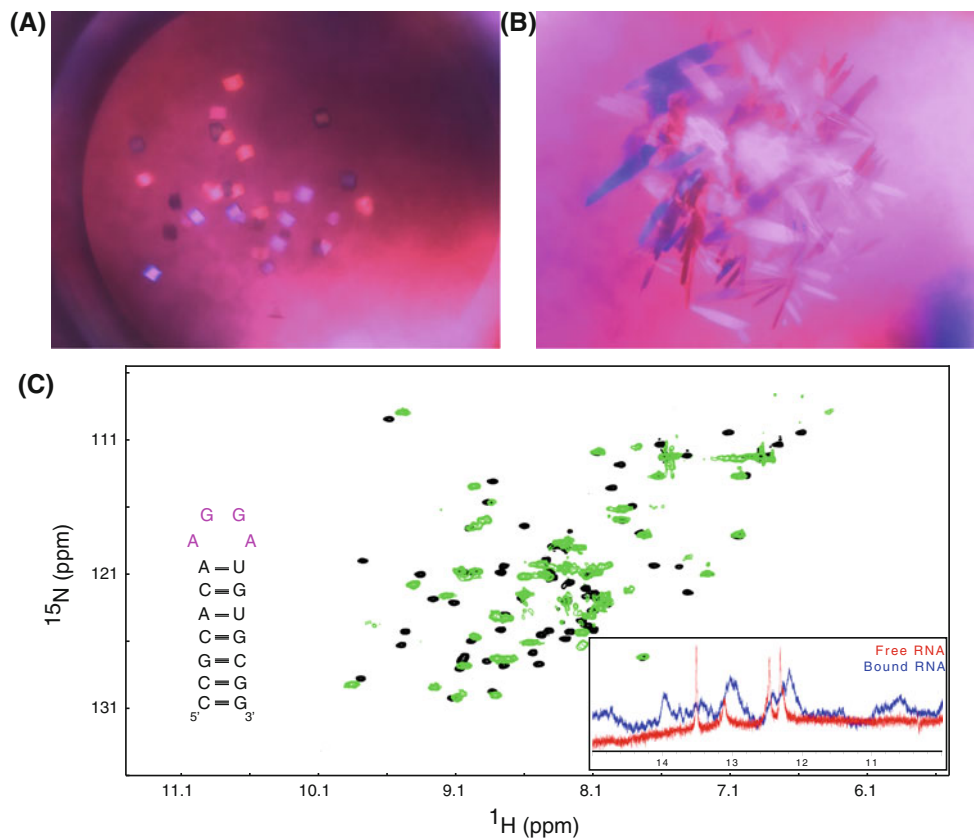 (A)
(B)
(C)
111
121
131
15N (ppm)
G G
A A
A U
C G
A U
C G
G C
C G
C G
5' 3'
Free RNA
Bound RNA
14 13 12 11
11.1 10.1 9.1 8.1 7.1 6.1
1H (ppm)